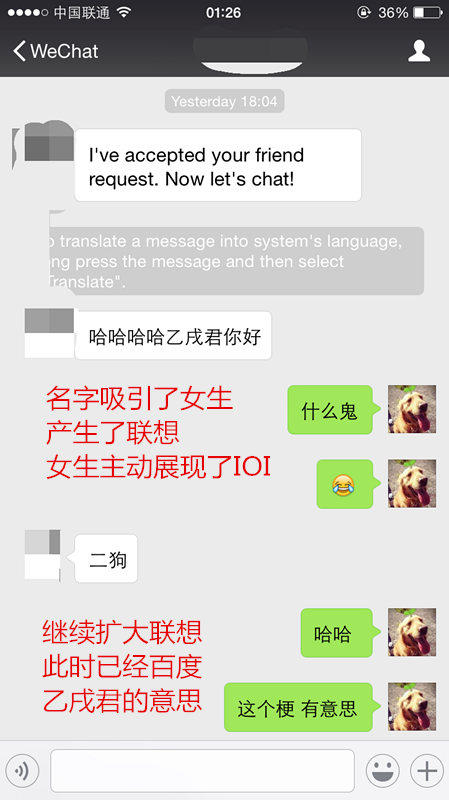 中国联通 01:26 36%
WeChat
Yesterday 18:04
I've accepted your friend
request. Now let's chat!
o translate a message into system's language,
ng press the message and then select
Translate".
哈哈哈哈乙戌君你好
名字吸引了女生
产生了联想
女生主动展现了IOI
什么鬼
二狗
继续扩大联想
此时已经百度
乙戌君的意思
哈哈
这个梗 有意思